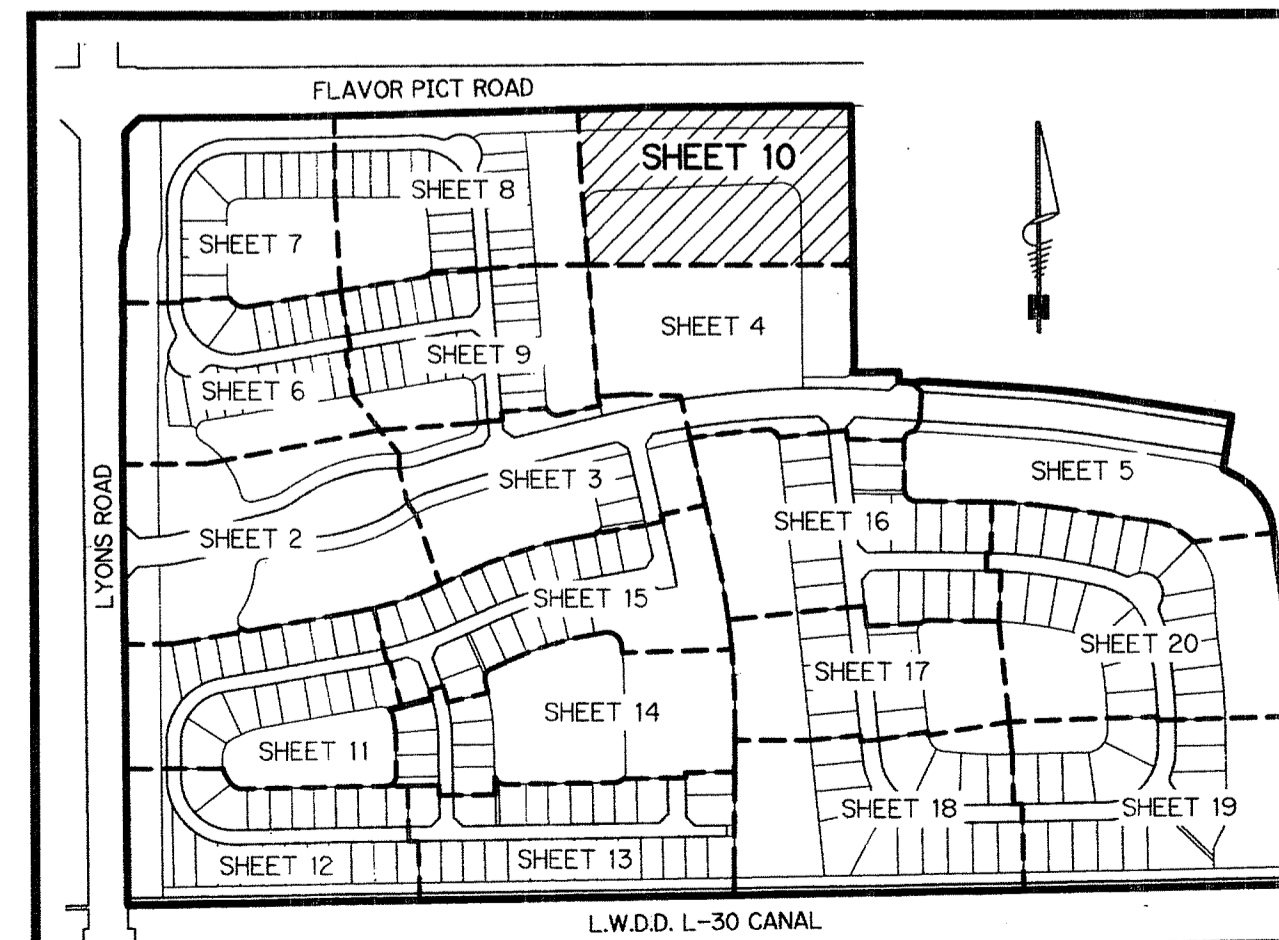 FLAVOR PICT ROAD
SHEET 10
SHEET 8
SHEET 7
SHEET 4
SHEET 9
SHEET 6
SHEET 5
SHEET 3
SHEET 16
SHEET 2
LYONS ROAD
SHEET 15
SHEET 20
SHEET 17
SHEET 14
SHEET 11
SHEET 18
SHEET 19
SHEET 12
SHEET 13
L.W.D.D. L-30 CANAL